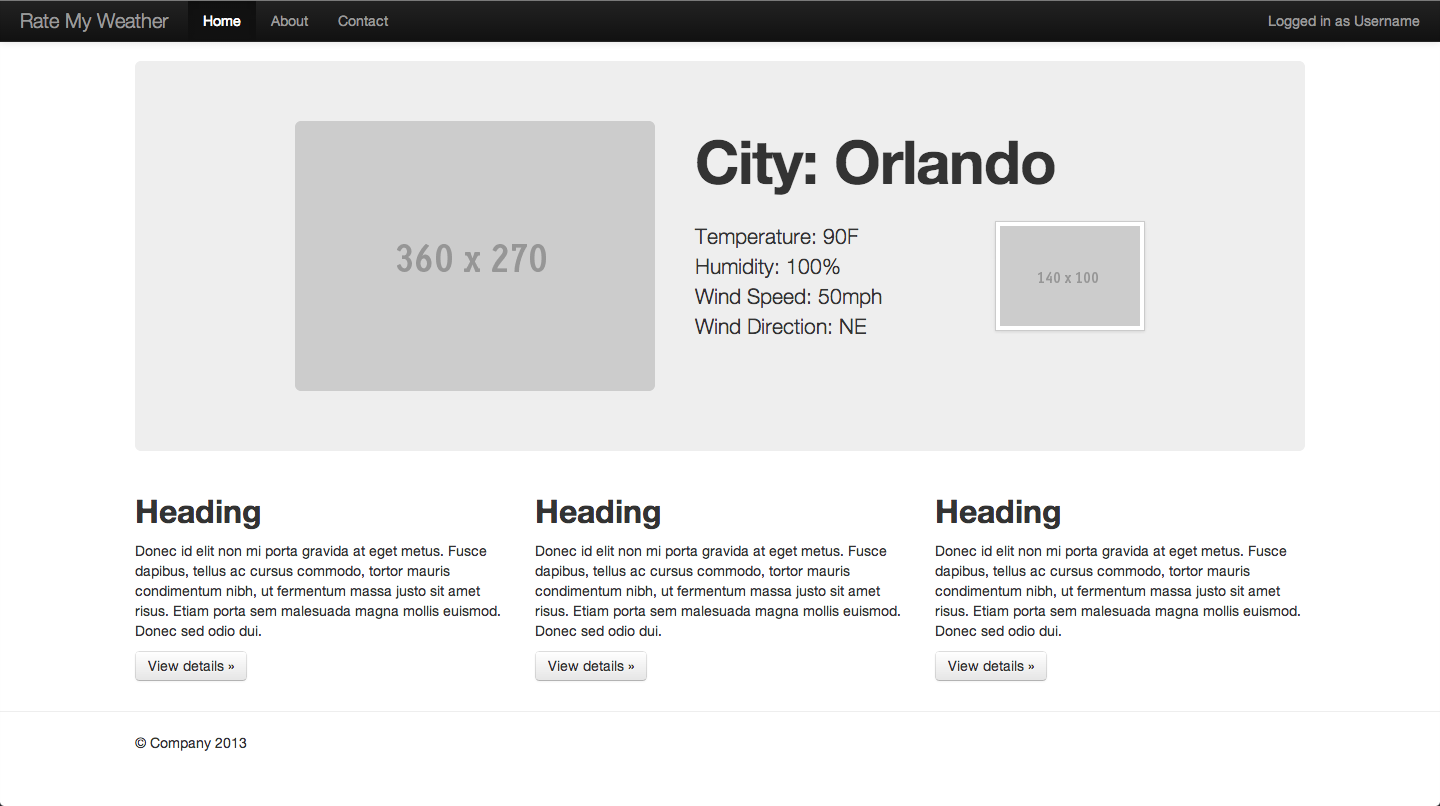 Rate My Weather Home About Contact Logged in as Username
360 x 270
City: Orlando
Temperature: 90F
Humidity: 100%
Wind Speed: 50mph
Wind Direction: NE
140 x 100
Heading
Donec id elit non mi porta gravida at eget metus. Fusce
dapibus, tellus ac cursus commodo, tortor mauris
condimentum nibh, ut fermentum massa justo sit amet
risus. Etiam porta sem malesuada magna mollis euismod.
Donec sed odio dui.
View details »
Heading
Donec id elit non mi porta gravida at eget metus. Fusce
dapibus, tellus ac cursus commodo, tortor mauris
condimentum nibh, ut fermentum massa justo sit amet
risus. Etiam porta sem malesuada magna mollis euismod.
Donec sed odio dui.
View details »
Heading
Donec id elit non mi porta gravida at eget metus. Fusce
dapibus, tellus ac cursus commodo, tortor mauris
condimentum nibh, ut fermentum massa justo sit amet
risus. Etiam porta sem malesuada magna mollis euismod.
Donec sed odio dui.
View details »
© Company 2013